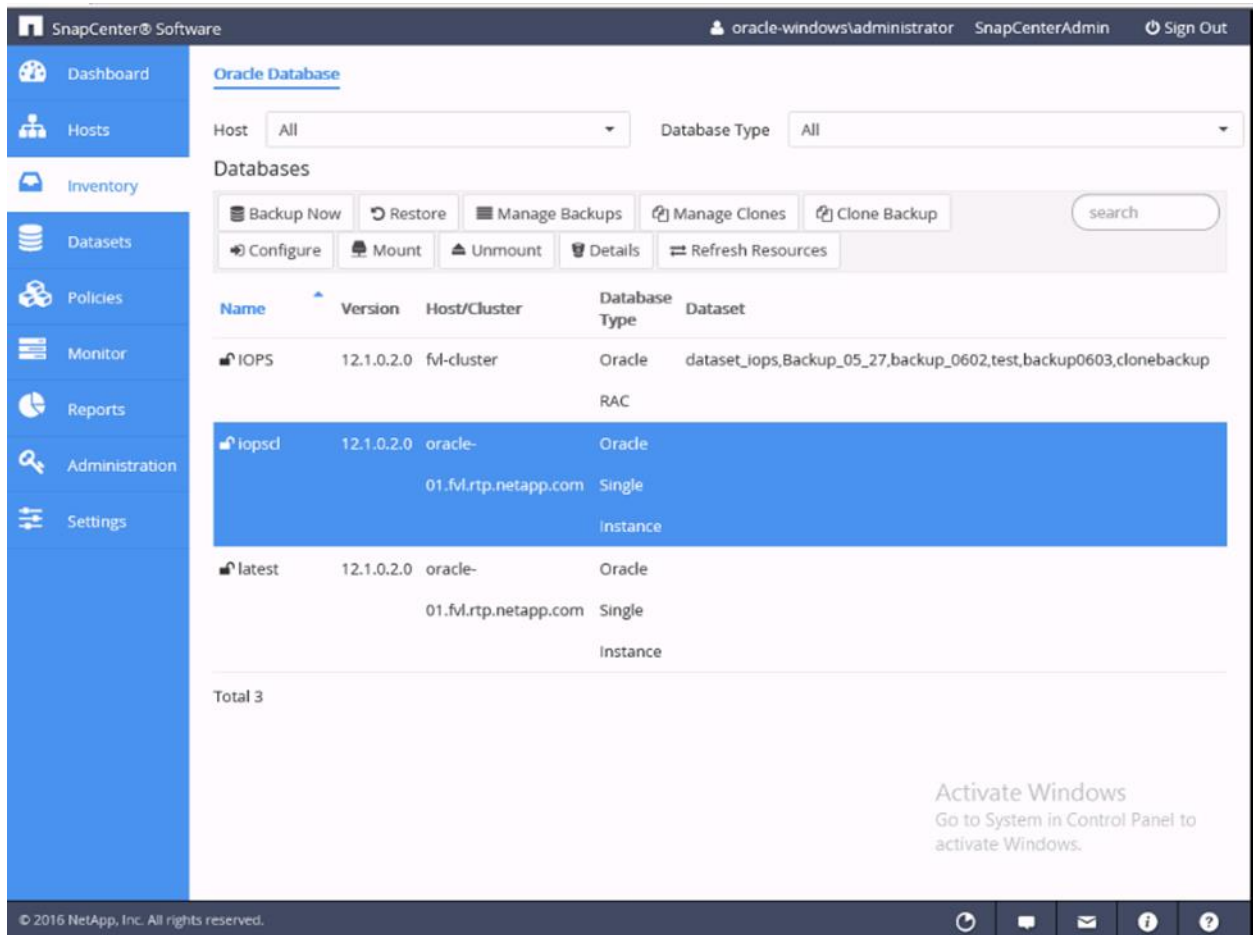 SnapCenter® Software
oracle-windows\administrator SnapCenterAdmin Sign Out
Dashboard
Hosts
Inventory
Datasets
Policies
Monitor
Reports
Administration
Settings
Oracle Database
Host All Database Type All
Databases
Backup Now Restore Manage Backups Manage Clones Clone Backup search
Configure Mount Unmount Details Refresh Resources
Name Version Host/Cluster Database Type Dataset
IOPS 12.1.0.2.0 fvl-cluster Oracle dataset_iops,Backup_05_27,backup_0602,test,backup0603,clonebackup
RAC
iopscl 12.1.0.2.0 oracle- Oracle
01.fvl.rtp.netapp.com Single
Instance
latest 12.1.0.2.0 oracle- Oracle
01.fvl.rtp.netapp.com Single
Instance
Total 3
Activate Windows
Go to System in Control Panel to
activate Windows.
© 2016 NetApp, Inc. All rights reserved.